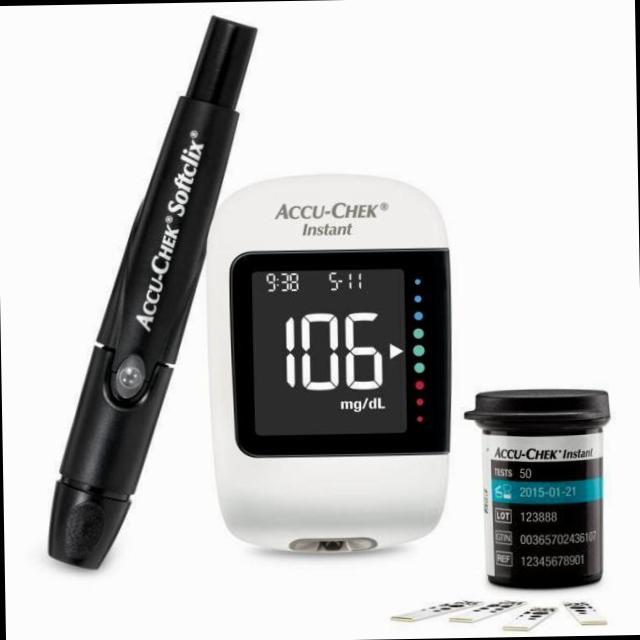 ACCU-CHEK® Softclix®
ACCU-CHEK®
Instant
9:38 5-11
106
mg/dL
ACCU-CHEK® Instant
TESTS 50
2015-01-21
LOT 123888
GTIN 00365702436107
REF 12345678901